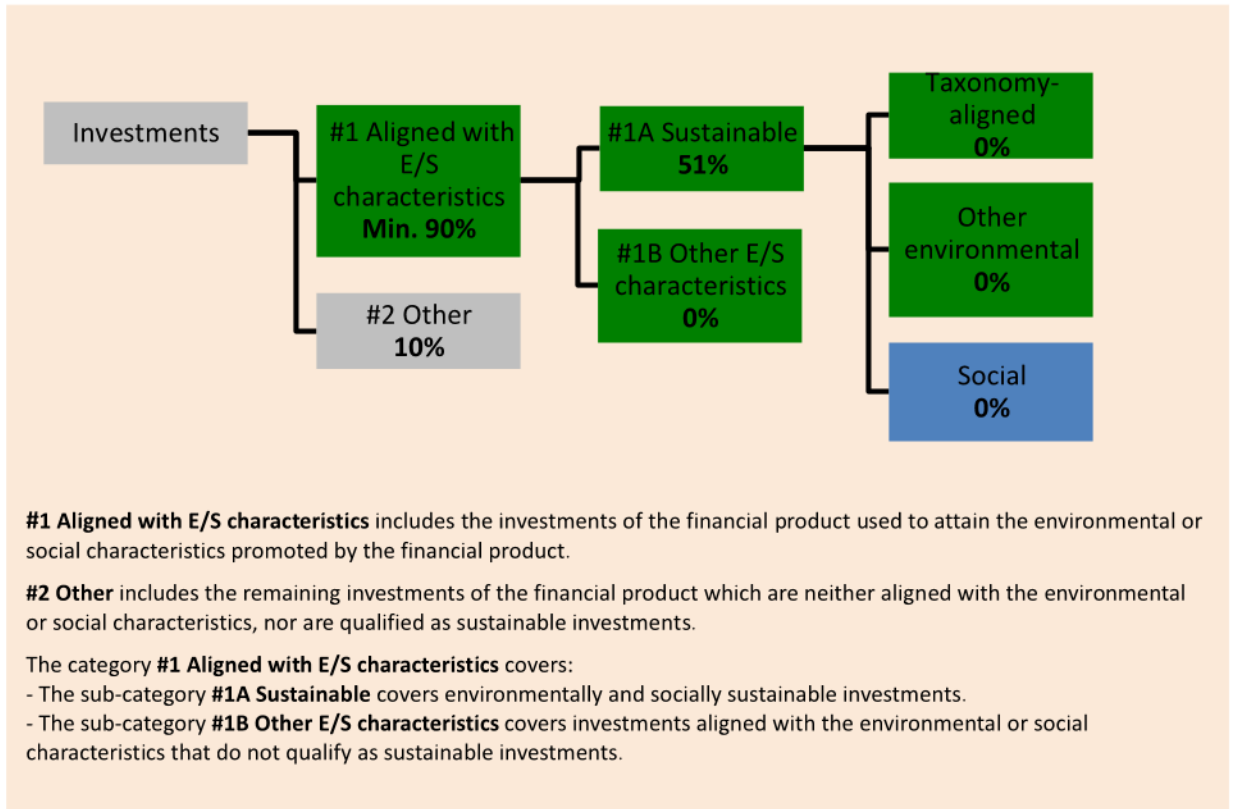 Investments
#1 Aligned with
E/S
characteristics
Min. 90%
#2 Other
10%
#1A Sustainable
51%
#1B Other E/S
characteristics
0%
Taxonomy-
aligned
0%
Other
environmental
0%
Social
0%
#1 Aligned with E/S characteristics includes the investments of the financial product used to attain the environmental or
social characteristics promoted by the financial product.
#2 Other includes the remaining investments of the financial product which are neither aligned with the environmental
or social characteristics, nor are qualified as sustainable investments.
The category #1 Aligned with E/S characteristics covers:
- The sub-category #1A Sustainable covers environmentally and socially sustainable investments.
- The sub-category #1B Other E/S characteristics covers investments aligned with the environmental or social
characteristics that do not qualify as sustainable investments.